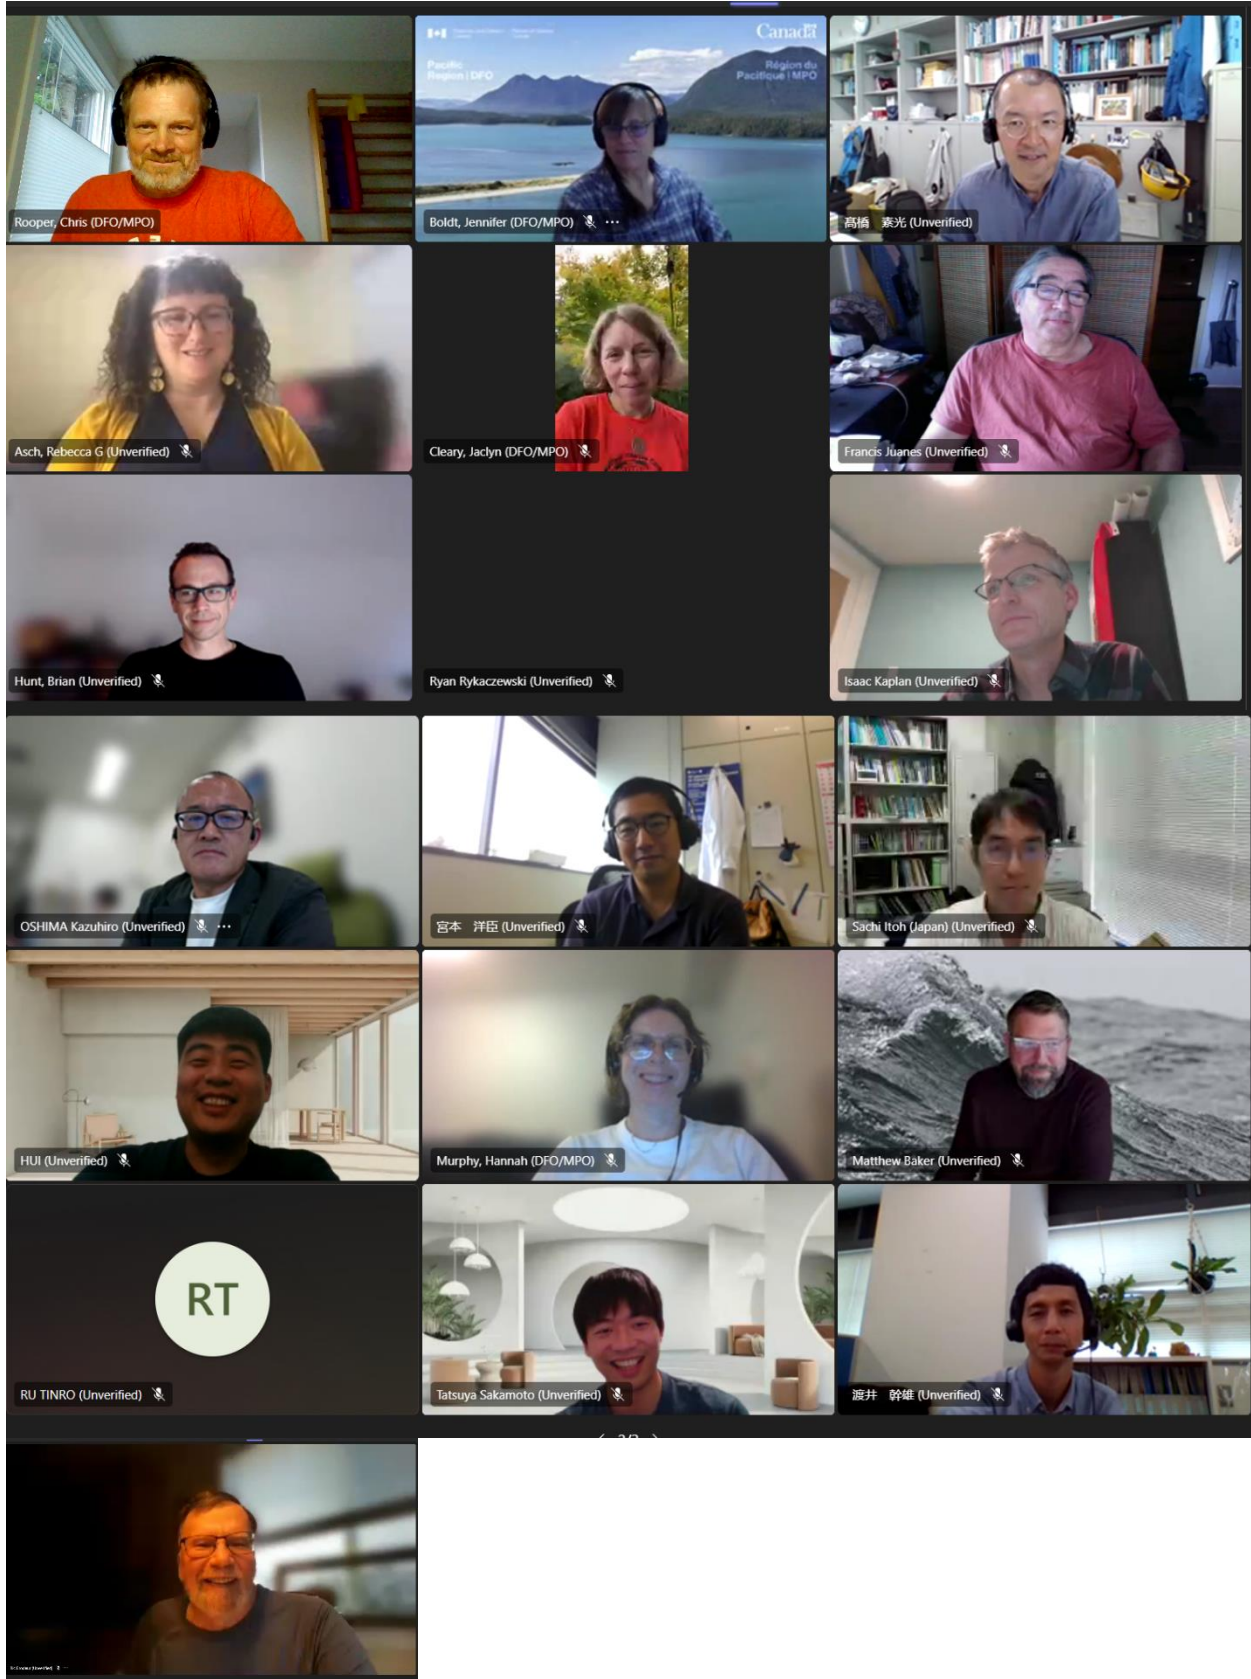 Canada
Pacific
Region | DFO
Région du
Pacifique | MPO
Rooper, Chris (DFO/MPO)
Boldt, Jennifer (DFO/MPO)
髙橋 素光 (Unverified)
Asch, Rebecca G (Unverified)
Cleary, Jaclyn (DFO/MPO)
Francis Juanes (Unverified)
Hunt, Brian (Unverified)
Ryan Rykaczewski (Unverified)
Isaac Kaplan (Unverified)
OSHIMA Kazuhiro (Unverified)
宮本 洋臣 (Unverified)
Sachi Itoh (Japan) (Unverified)
HUI (Unverified)
Murphy, Hannah (DFO/MPO)
Matthew Baker (Unverified)
RT
RU TINRO (Unverified)
Tatsuya Sakamoto (Unverified)
渡井 幹雄 (Unverified)